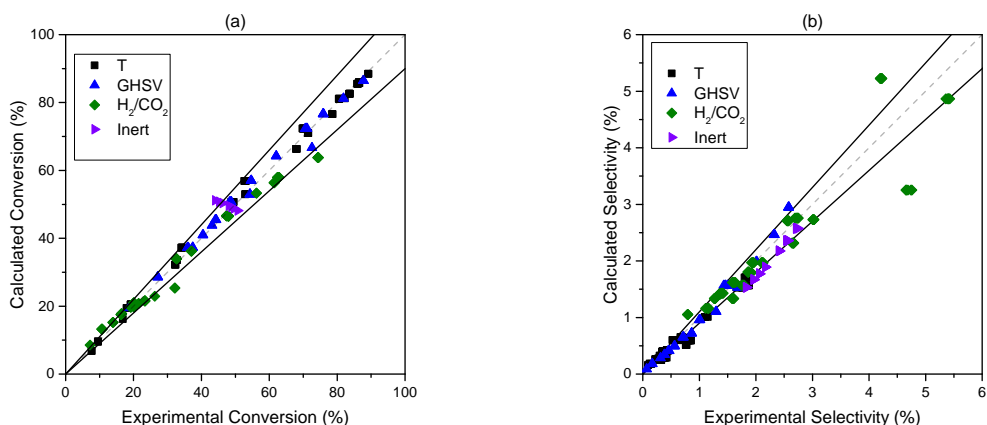 (a)
100
80
60
40
20
0
T
GHSV
H₂/CO₂
Inert
Calculated Conversion (%)
0 20 40 60 80 100
Experimental Conversion (%)
(b)
6
5
4
3
2
1
0
T
GHSV
H₂/CO₂
Inert
Calculated Selectivity (%)
0 1 2 3 4 5 6
Experimental Selectivity (%)